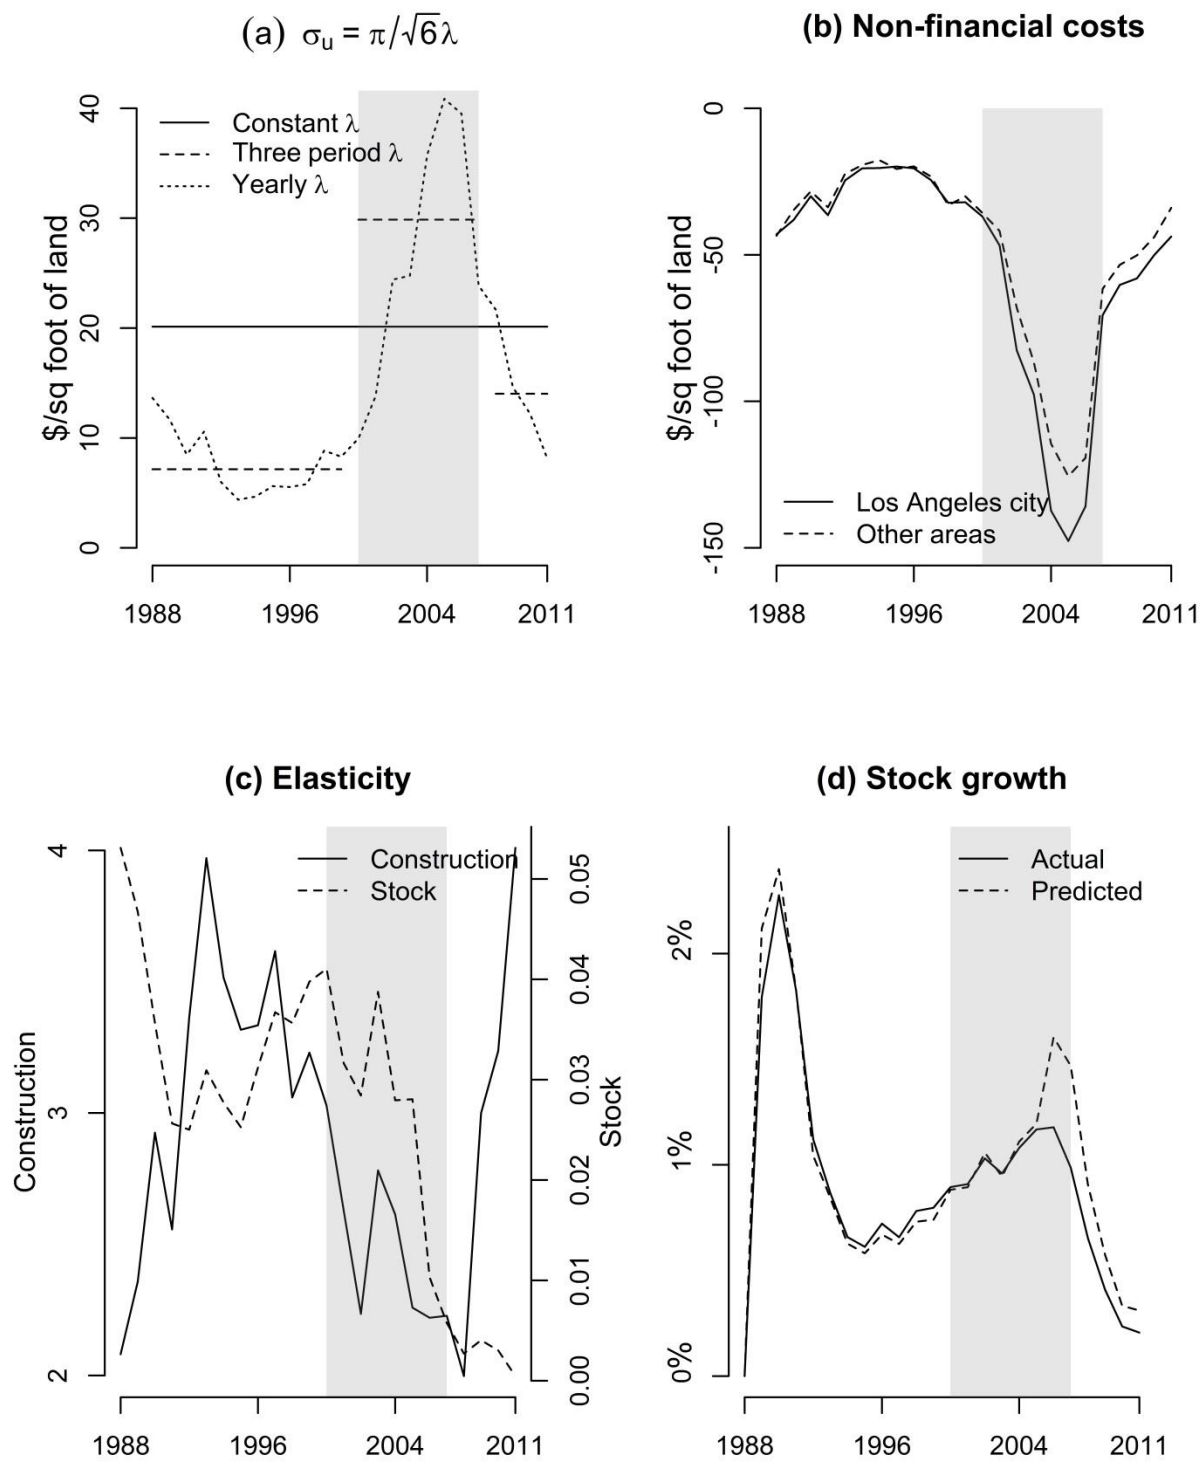 (a) σu = π/√6λ
$/sq foot of land
40
30
20
10
0
Constant λ
Three period λ
Yearly λ
1988 1996 2004 2011
(b) Non-financial costs
$/sq foot of land
0
-50
-100
-150
Los Angeles city
Other areas
1988 1996 2004 2011
(c) Elasticity
Construction
4
3
2
Construction
Stock
Stock
0.05
0.04
0.03
0.02
0.01
0.00
1988 1996 2004 2011
(d) Stock growth
2%
1%
0%
Actual
Predicted
1988 1996 2004 2011